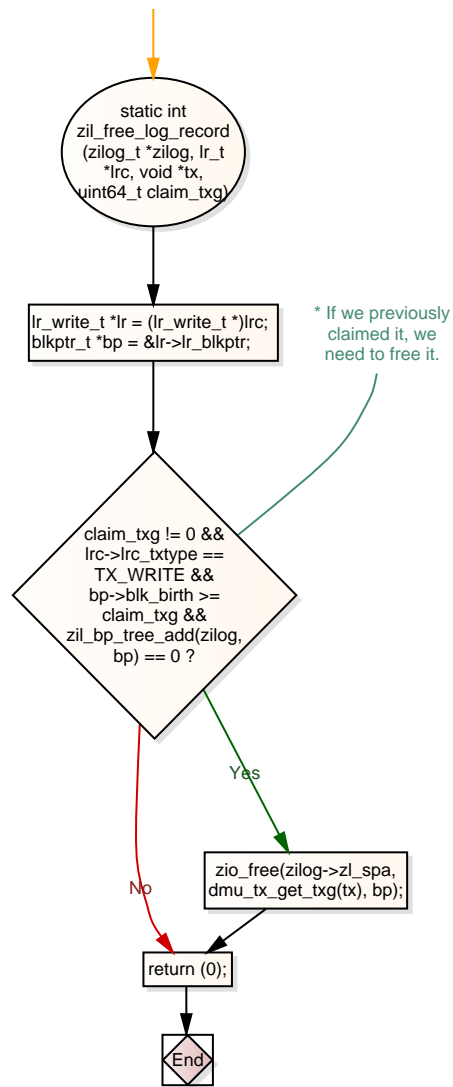 static int
zil_free_log_record
(zilog_t *zilog, lr_t
*lrc, void *tx,
uint64_t claim_txg)
lr_write_t *lr = (lr_write_t *)lrc;
blkptr_t *bp = &lr->lr_blkptr;
* If we previously
claimed it, we
need to free it.
claim_txg != 0 &&
lrc->lrc_txtype ==
TX_WRITE &&
bp->blk_birth >=
claim_txg &&
zil_bp_tree_add(zilog,
bp) == 0 ?
Yes
zio_free(zilog->zl_spa,
dmu_tx_get_txg(tx), bp);
No
return (0);
End